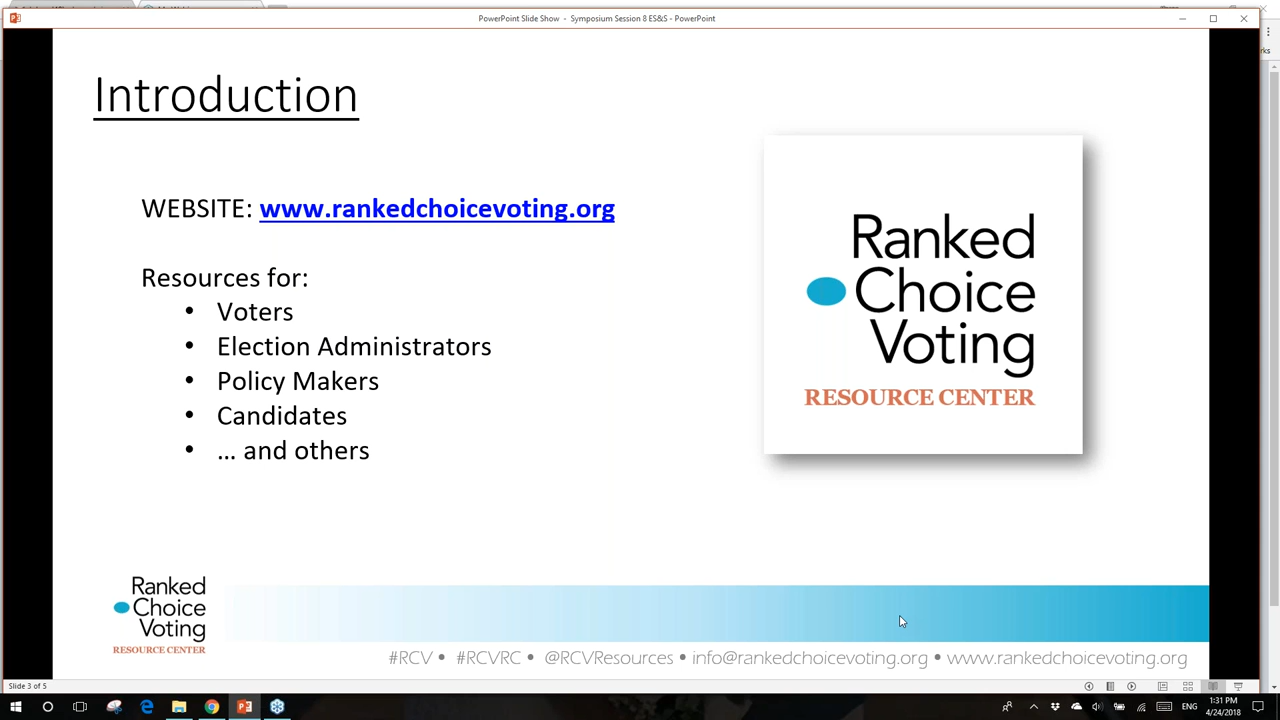 PowerPoint Slide Show - Symposium Session 8 ES&S - PowerPoint
Introduction
WEBSITE: www.rankedchoicevoting.org
Resources for:
• Voters
• Election Administrators
• Policy Makers
• Candidates
• ... and others
Ranked
Choice
Voting
RESOURCE CENTER
Ranked
Choice
Voting
RESOURCE CENTER
#RCV • #RCVRC • @RCVResources • info@rankedchoicevoting.org • www.rankedchoicevoting.org
Slide 3 of 5
ENG
1:31 PM
4/24/2018